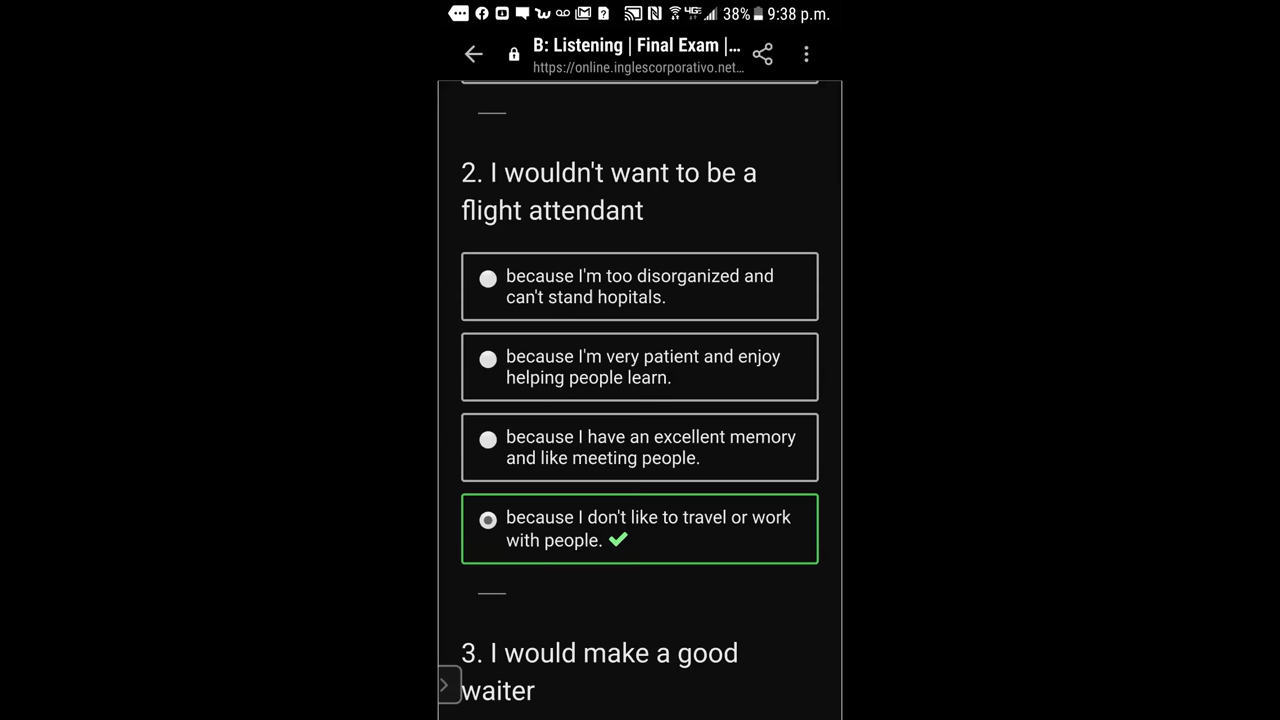 38% 9:38 p.m.
B: Listening | Final Exam |...
https://online.inglescorporativo.net...
2. I wouldn't want to be a
flight attendant
because I'm too disorganized and
can't stand hopitals.
because I'm very patient and enjoy
helping people learn.
because I have an excellent memory
and like meeting people.
because I don't like to travel or work
with people.
3. I would make a good
waiter